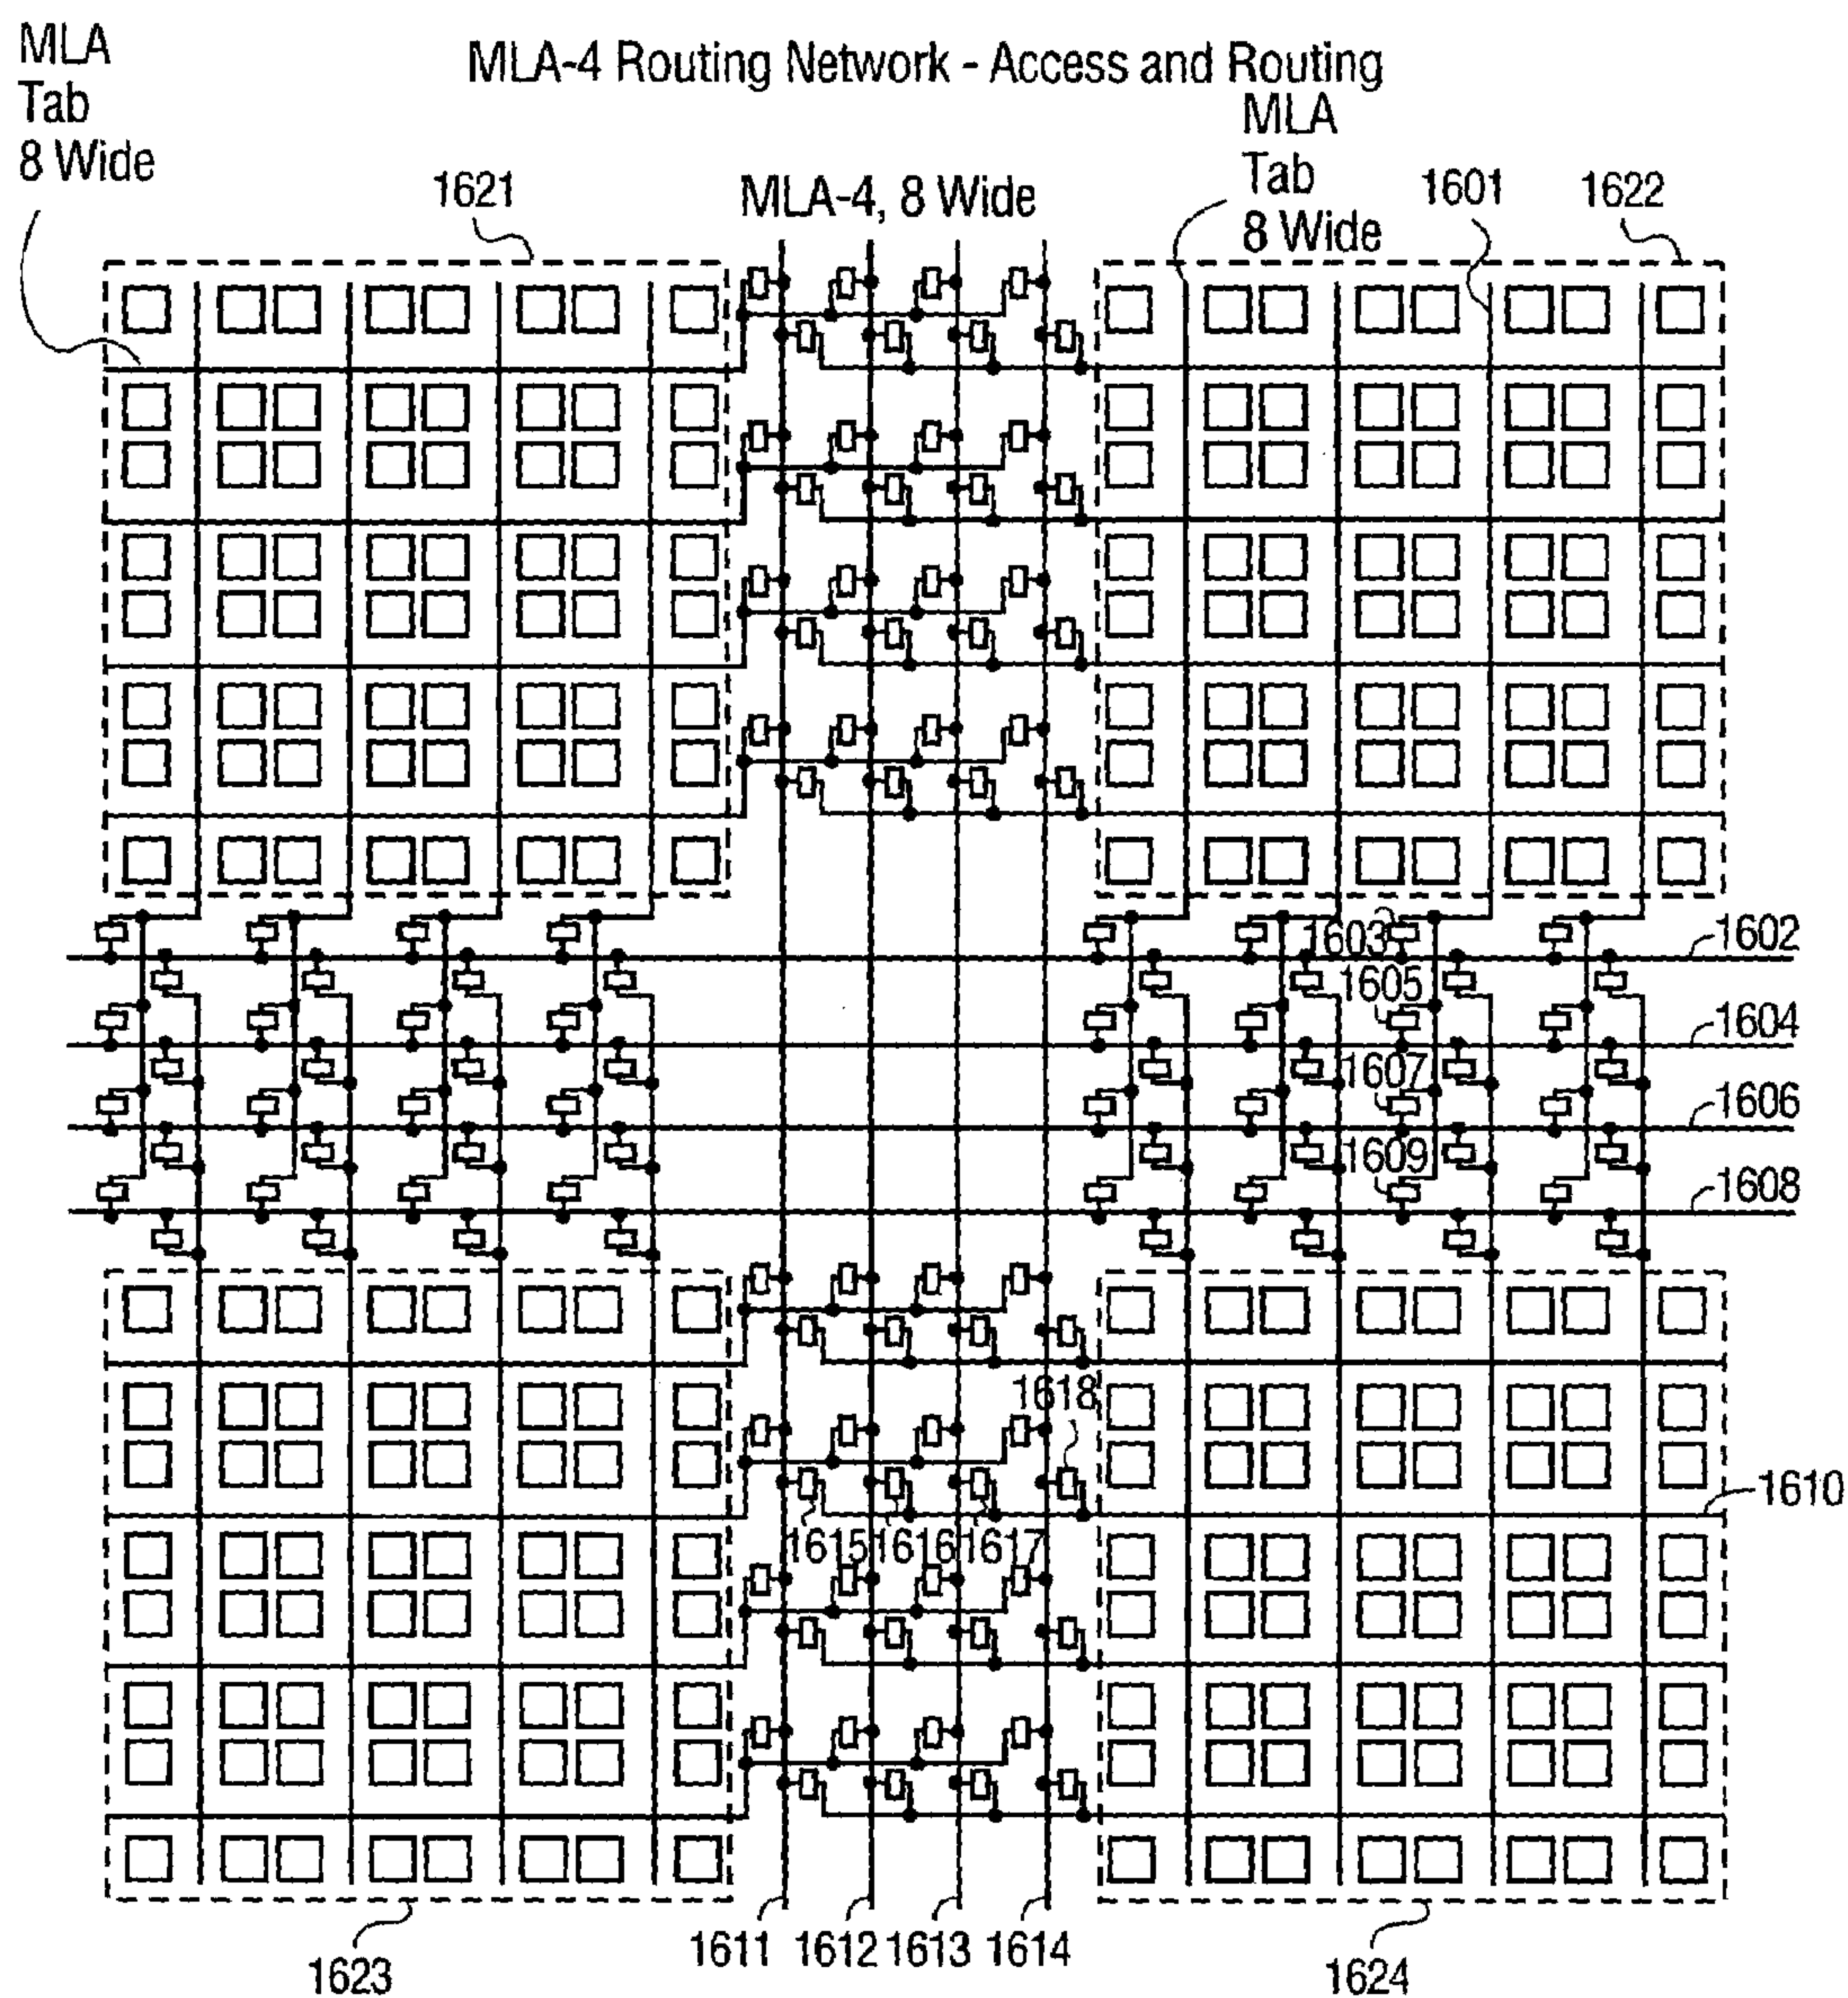 MLA
Tab
8 Wide
MLA-4 Routing Network - Access and Routing
MLA
Tab
8 Wide
1621
MLA-4, 8 Wide
1601
1622
1603
1602
1605
1604
1607
1606
1609
1608
1618
1610
1615 1616 1617
1611 1612 1613 1614
1623
1624